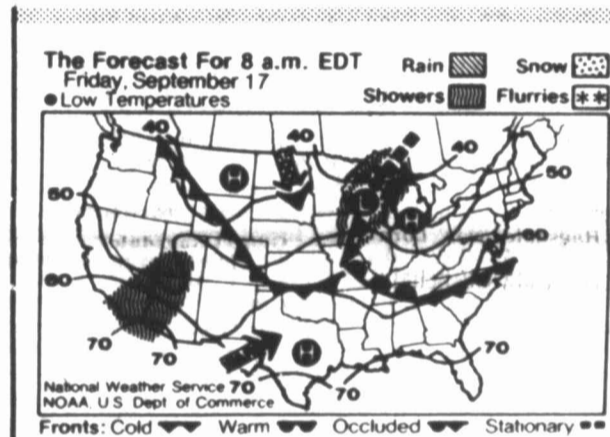 The Forecast For 8 a.m. EDT
Friday, September 17
●Low Temperatures
Rain Snow
Showers Flurries
40 40 40
50 50
60 60
70 70 70 70 70
National Weather Service
NOAA, U S Dept of Commerce
Fronts: Cold Warm Occluded Stationary